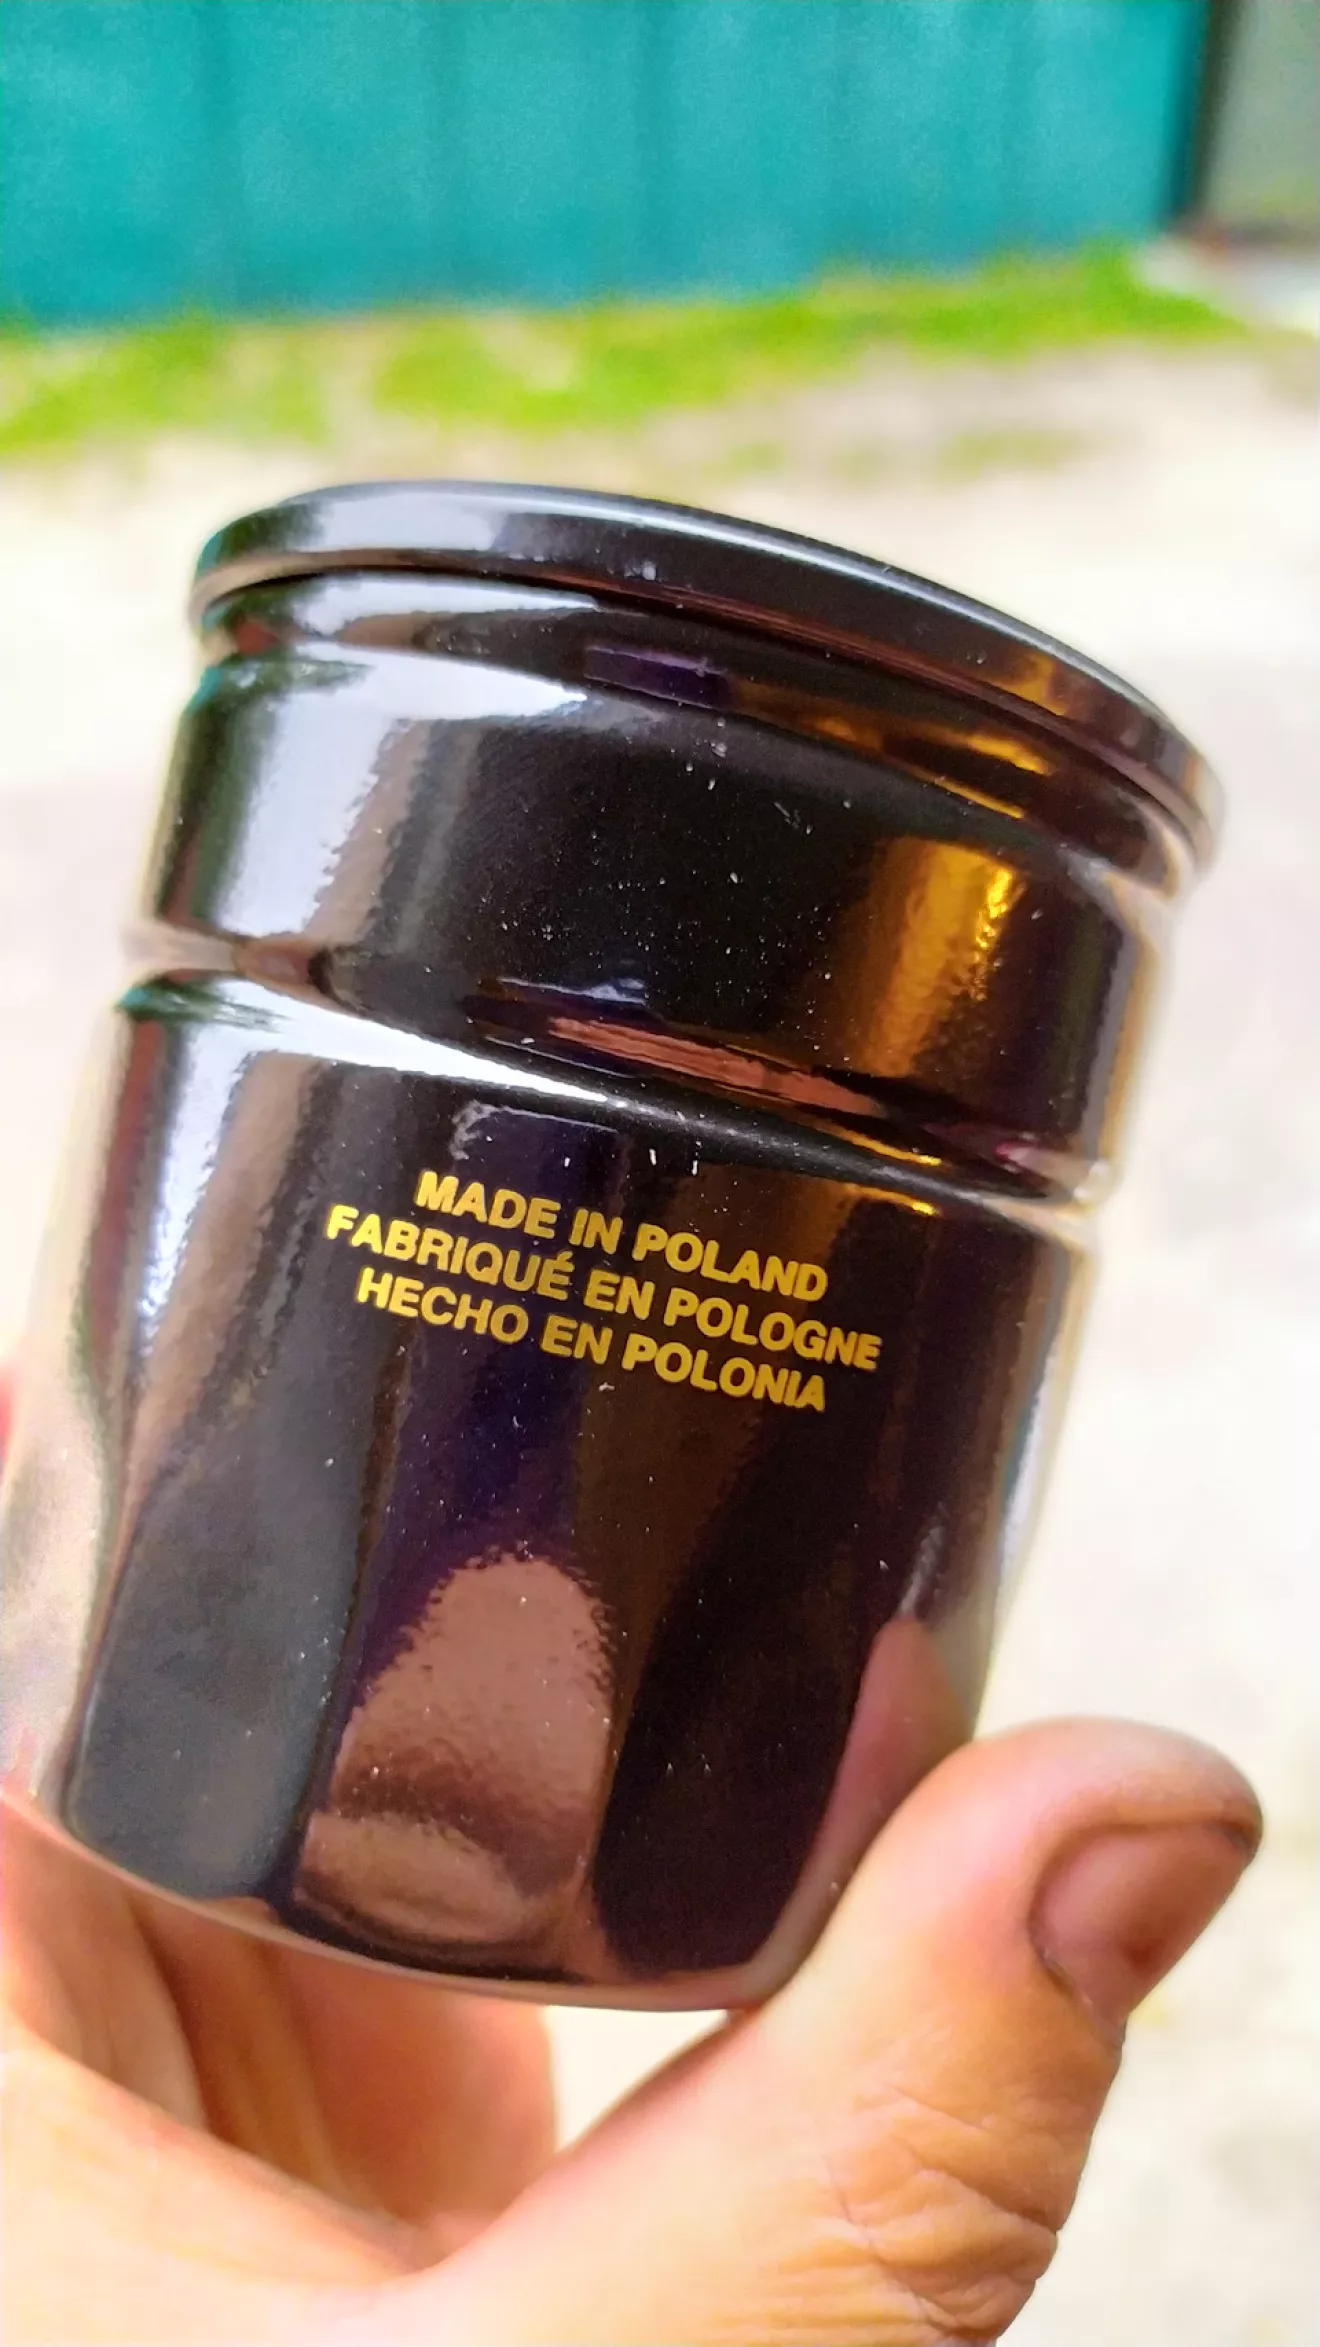 MADE IN POLAND
FABRIQUÉ EN POLOGNE
HECHO EN POLONIA